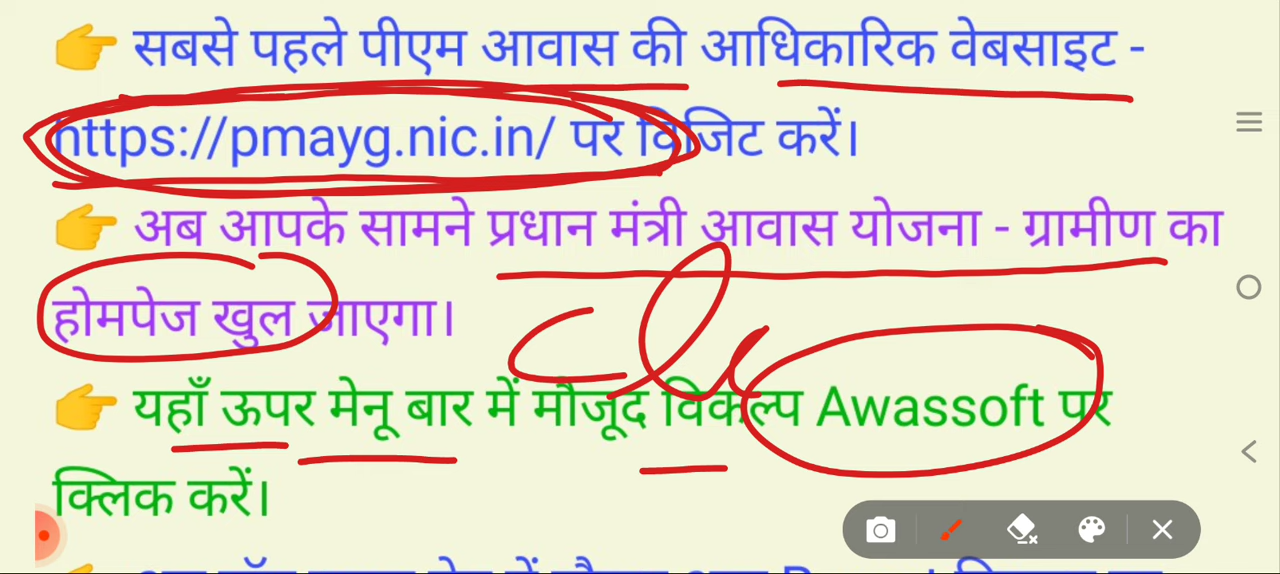 👉 सबसे पहले पीएम आवास की आधिकारिक वेबसाइट -
https://pmayg.nic.in/ पर विजिट करें।
👉 अब आपके सामने प्रधान मंत्री आवास योजना - ग्रामीण का
होमपेज खुल जाएगा।
👉 यहाँ ऊपर मेनू बार में मौजूद विकल्प Awassoft पर
क्लिक करें।